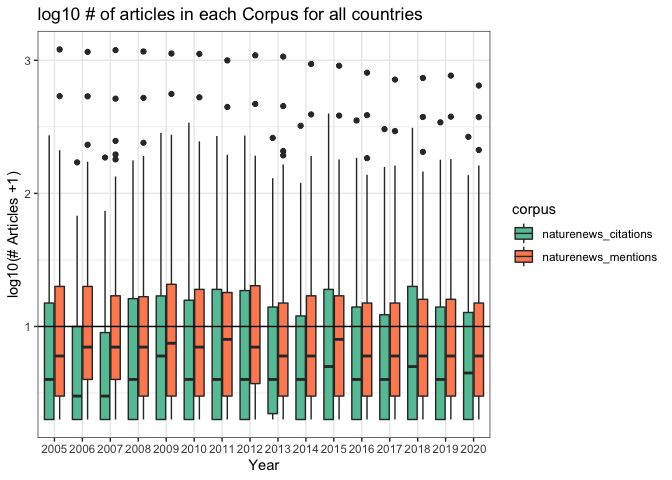 log10 # of articles in each Corpus for all countries
log10(# Articles +1)
3
2
1
2005 2006 2007 2008 2009 2010 2011 2012 2013 2014 2015 2016 2017 2018 2019 2020
Year
corpus
naturenews_citations
naturenews_mentions